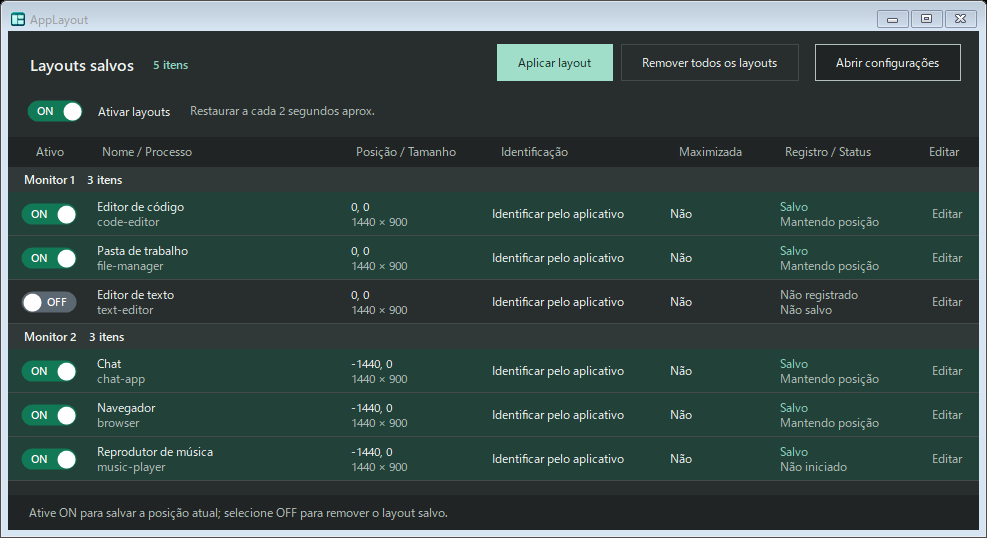 AppLayout
Layouts salvos 5 itens Aplicar layout Remover todos os layouts Abrir configurações
ON Ativar layouts Restaurar a cada 2 segundos aprox.
Ativo Nome / Processo Posição / Tamanho Identificação Maximizada Registro / Status Editar
Monitor 1 3 itens
ON Editor de código 0, 0 Identificar pelo aplicativo Não Salvo Editar
code-editor 1440 × 900 Mantendo posição
ON Pasta de trabalho 0, 0 Identificar pelo aplicativo Não Salvo Editar
file-manager 1440 × 900 Mantendo posição
OFF Editor de texto 0, 0 Identificar pelo aplicativo Não Não registrado Editar
text-editor 1440 × 900 Não salvo
Monitor 2 3 itens
ON Chat -1440, 0 Identificar pelo aplicativo Não Salvo Editar
chat-app 1440 × 900 Mantendo posição
ON Navegador -1440, 0 Identificar pelo aplicativo Não Salvo Editar
browser 1440 × 900 Mantendo posição
ON Reprodutor de música -1440, 0 Identificar pelo aplicativo Não Salvo Editar
music-player 1440 × 900 Não iniciado
Ative ON para salvar a posição atual; selecione OFF para remover o layout salvo.